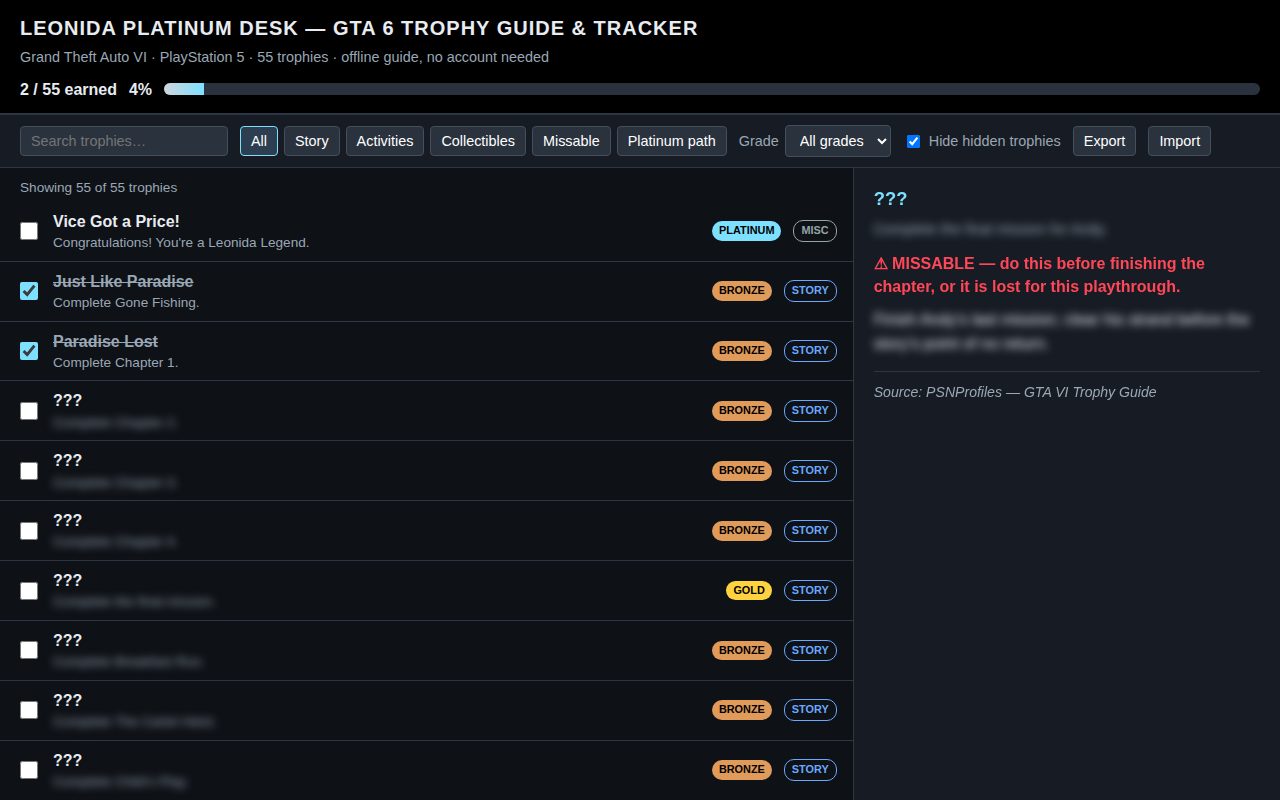 LEONIDA PLATINUM DESK — GTA 6 TROPHY GUIDE & TRACKER
Grand Theft Auto VI · PlayStation 5 · 55 trophies · offline guide, no account needed
2 / 55 earned 4%
Search trophies…
All
Story
Activities
Collectibles
Missable
Platinum path
Grade
All grades
Hide hidden trophies
Export
Import
Showing 55 of 55 trophies
Vice Got a Price!
Congratulations! You're a Leonida Legend.
PLATINUM
MISC
Just Like Paradise
Complete Gone Fishing.
BRONZE
STORY
Paradise Lost
Complete Chapter 1.
BRONZE
STORY
???
BRONZE
STORY
???
BRONZE
STORY
???
BRONZE
STORY
???
GOLD
STORY
???
BRONZE
STORY
???
BRONZE
STORY
???
BRONZE
STORY
???
⚠ MISSABLE — do this before finishing the
chapter, or it is lost for this playthrough.
Source: PSNProfiles — GTA VI Trophy Guide